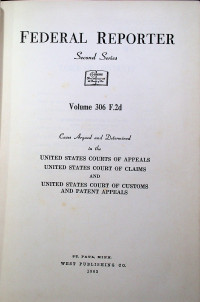 FEDERAL REPORTER
Second Series
Volume 306 F.2d
Cases Argued and Determined
in the
UNITED STATES COURTS OF APPEALS
UNITED STATES COURT OF CLAIMS
AND
UNITED STATES COURT OF CUSTOMS
AND PATENT APPEALS
ST. PAUL, MINN.
WEST PUBLISHING CO.
1962